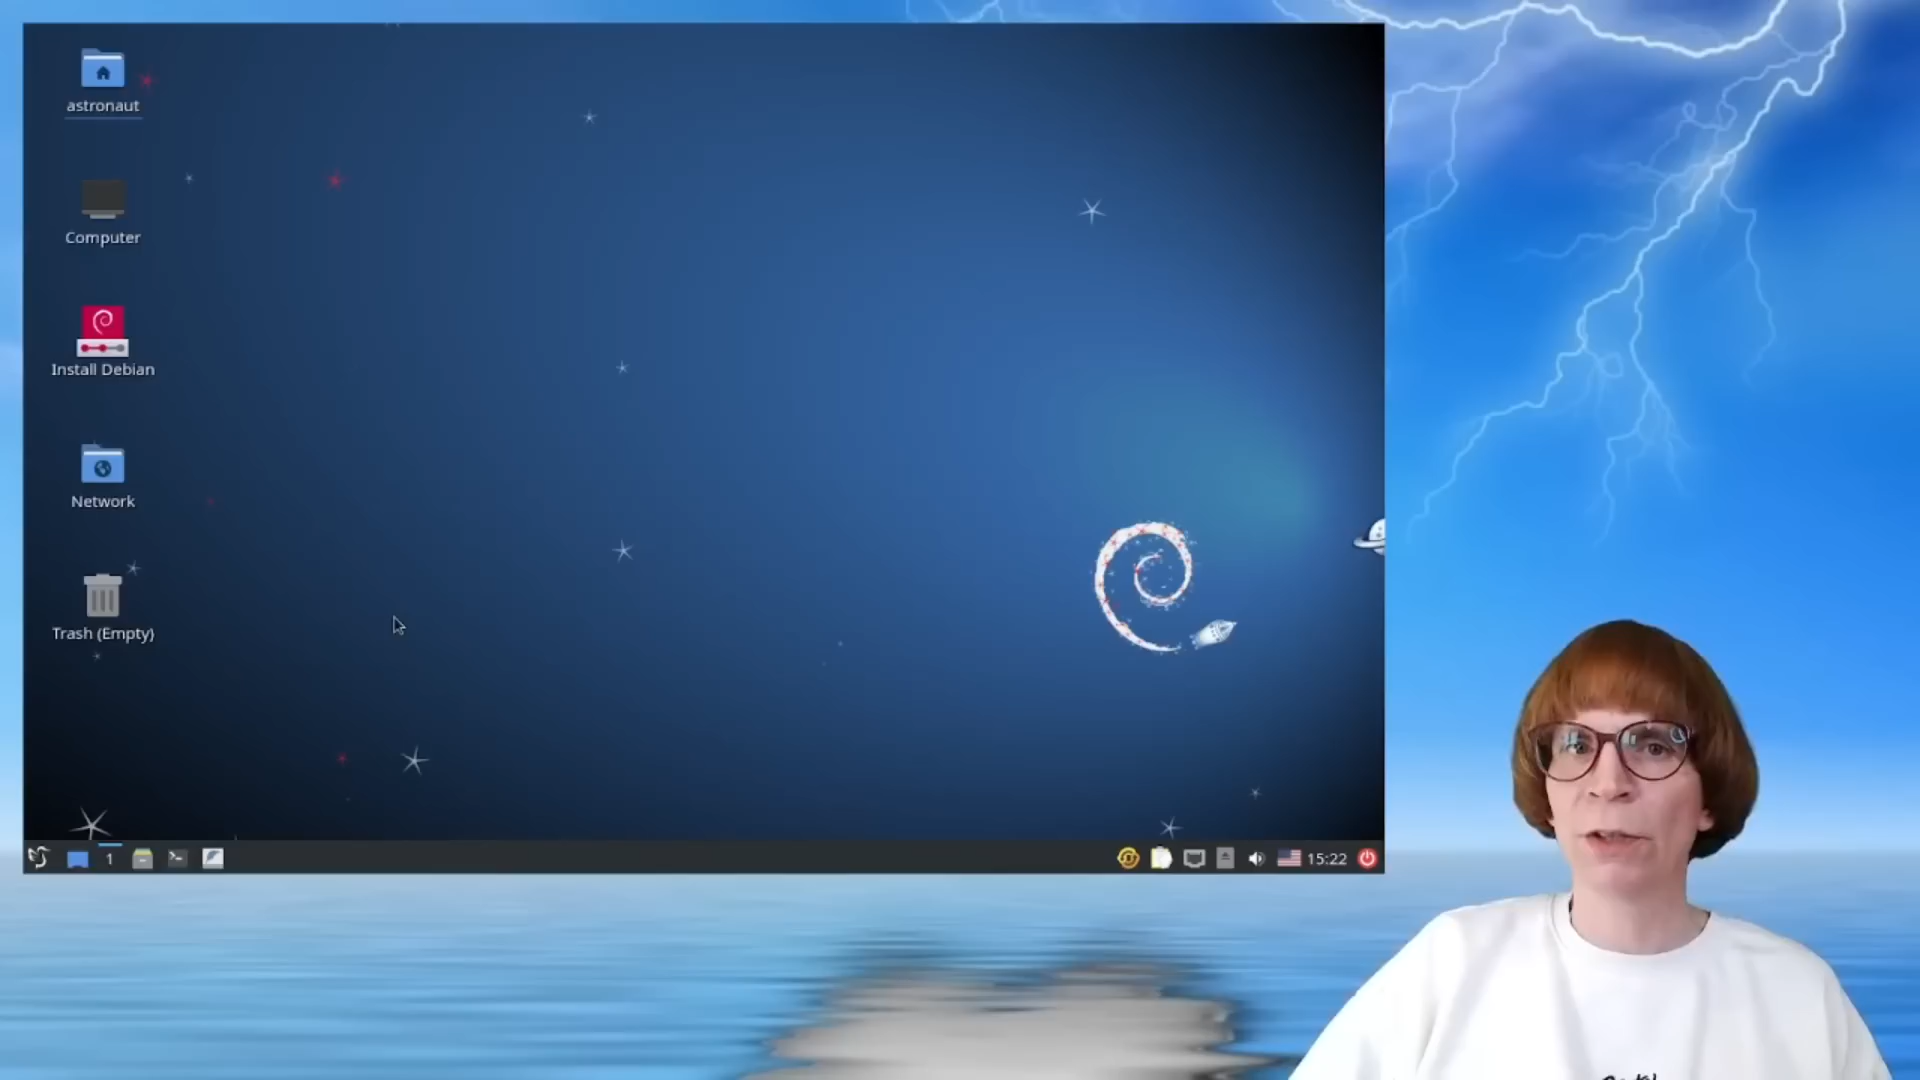 astronaut
Computer
Install Debian
Network
Trash (Empty)
1
15:22